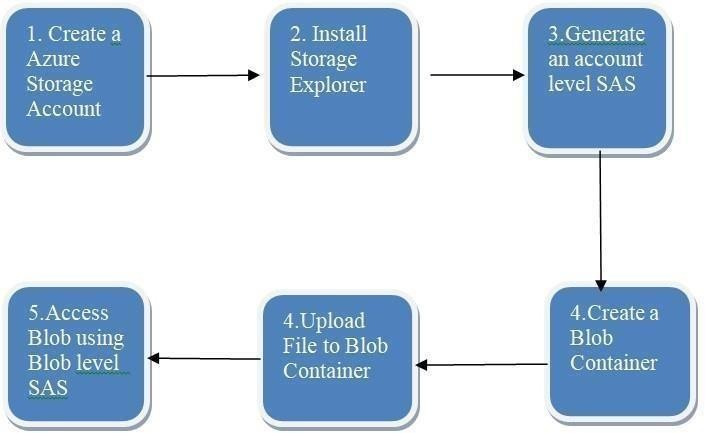 1. Create a
Azure
Storage
Account
2. Install
Storage
Explorer
3.Generate
an account
level SAS
4.Create a
Blob
Container
4.Upload
File to Blob
Container
5.Access
Blob using
Blob level
SAS